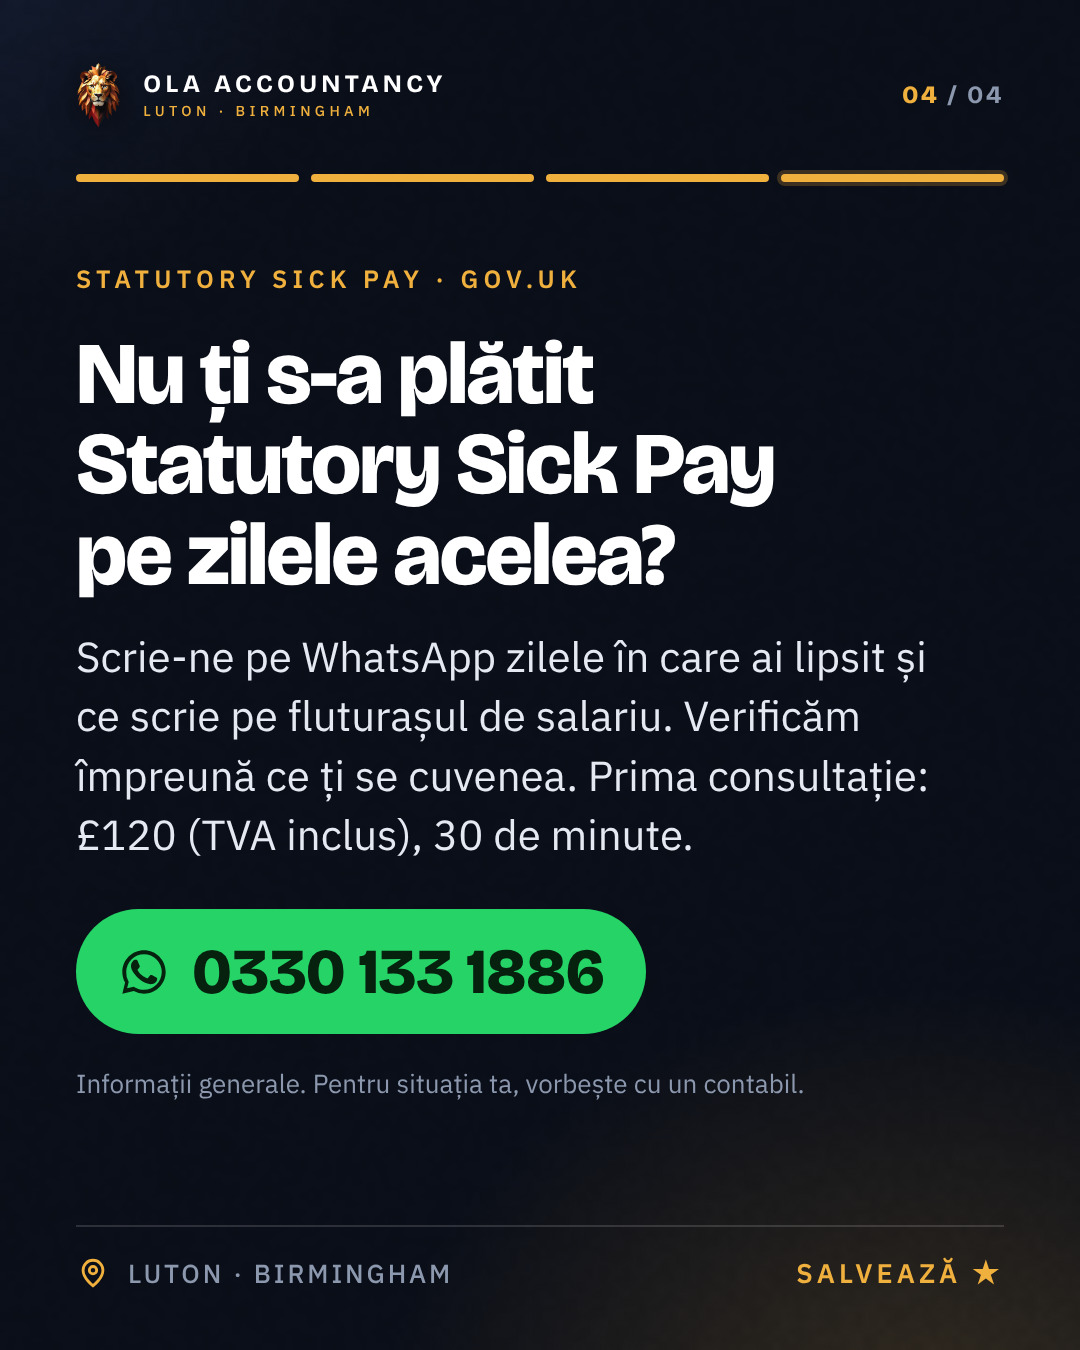 OLA ACCOUNTANCY
LUTON · BIRMINGHAM
04 / 04
STATUTORY SICK PAY · GOV.UK
Nu ți s-a plătit
Statutory Sick Pay
pe zilele acelea?
Scrie-ne pe WhatsApp zilele în care ai lipsit și
ce scrie pe fluturașul de salariu. Verificăm
împreună ce ți se cuvenea. Prima consultație:
£120 (TVA inclus), 30 de minute.
0330 133 1886
Informații generale. Pentru situația ta, vorbește cu un contabil.
LUTON · BIRMINGHAM
SALVEAZĂ ★